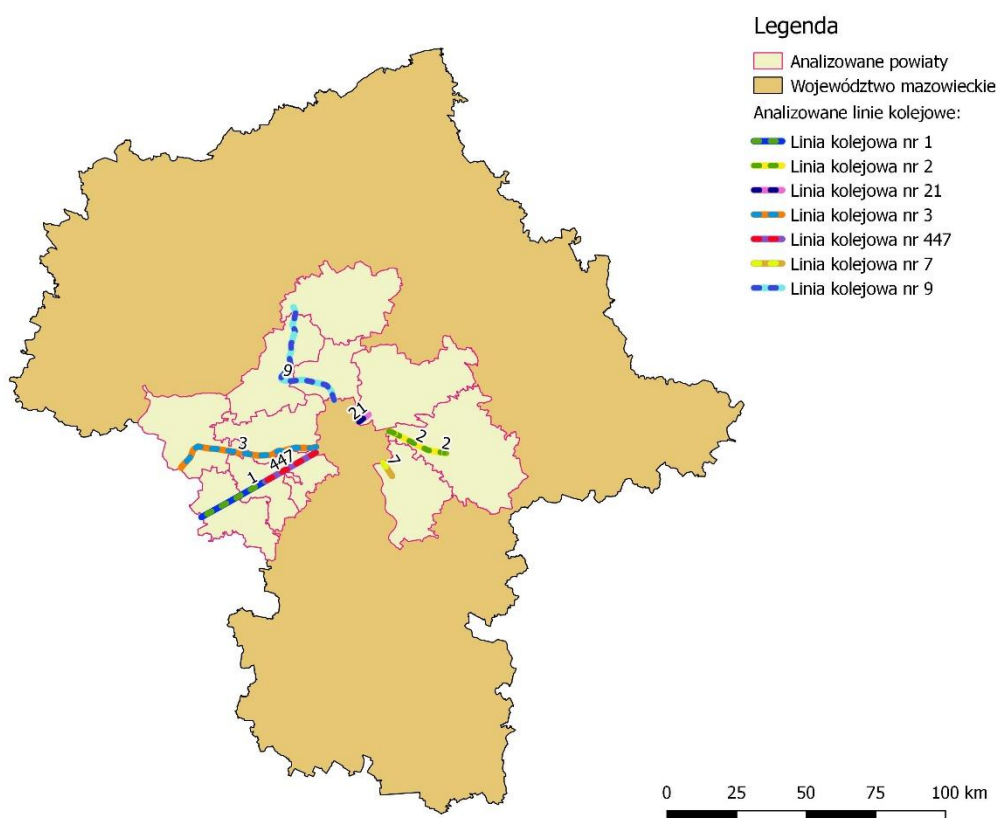 Legenda
Analizowane powiaty
Województwo mazowieckie
Analizowane linie kolejowe:
Linia kolejowa nr 1
Linia kolejowa nr 2
Linia kolejowa nr 21
Linia kolejowa nr 3
Linia kolejowa nr 447
Linia kolejowa nr 7
Linia kolejowa nr 9
9
21
3
2
2
447
7
1
0 25 50 75 100 km